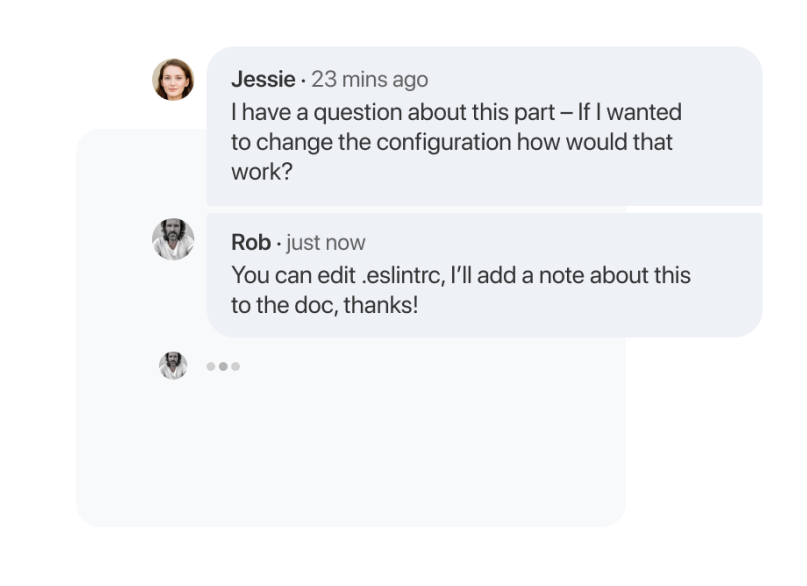 Jessie · 23 mins ago
I have a question about this part – If I wanted
to change the configuration how would that
work?
Rob · just now
You can edit .eslintrc, I’ll add a note about this
to the doc, thanks!